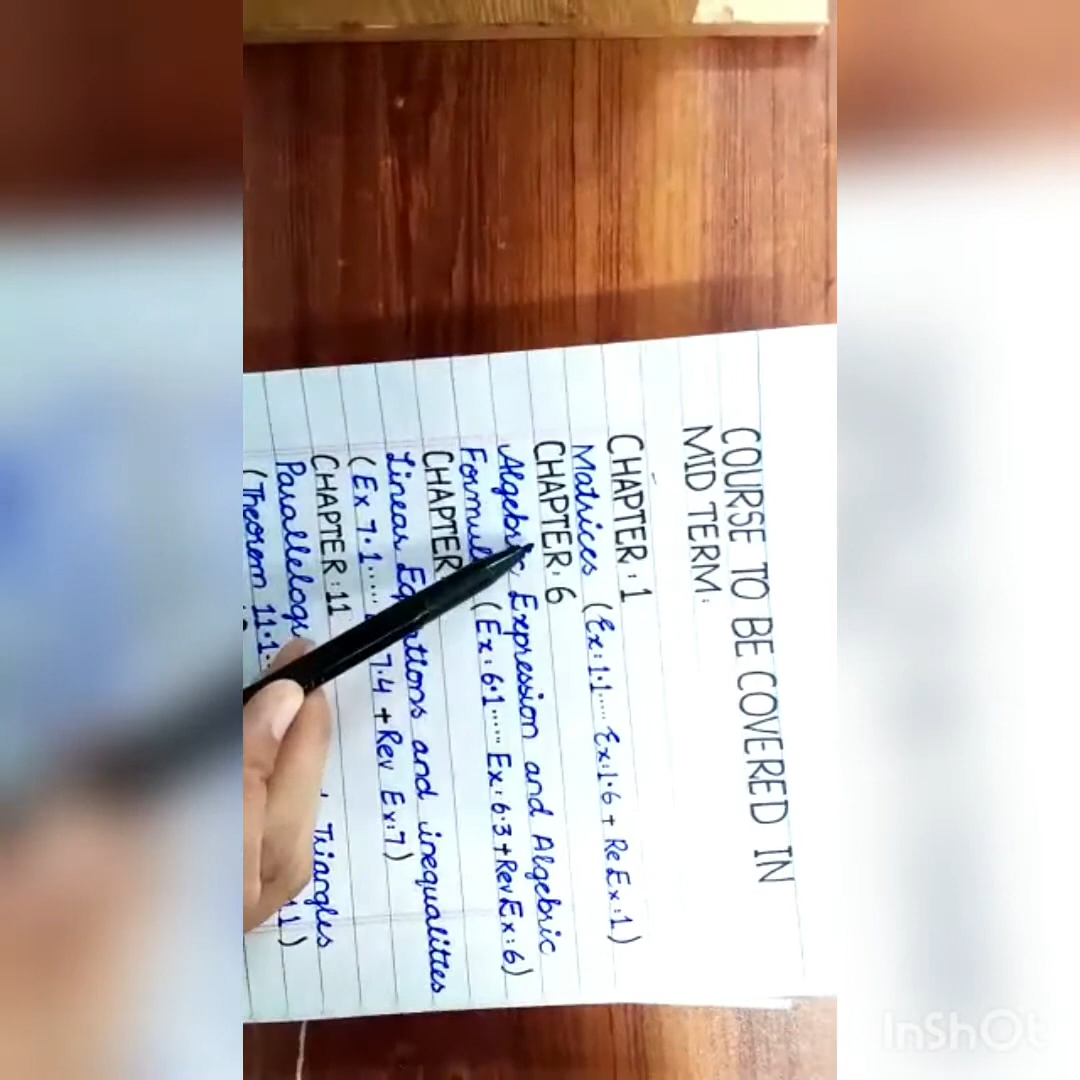 COURSE TO BE COVERED IN
MID TERM:
CHAPTER : 1
Matrices (Ex:1.1..... Ex:1.6 + Re Ex:1)
CHAPTER: 6
Algebric Expression and Algebric
(Ex:6.1...... Ex:6.3+Rev Ex:6)
CHAPTER
Linear and inequalities
(Ex 7.1..... 7.4 + Rev Ex:7)
CHAPTER :11
Triangles
(Theorem 11.1..
InShOt